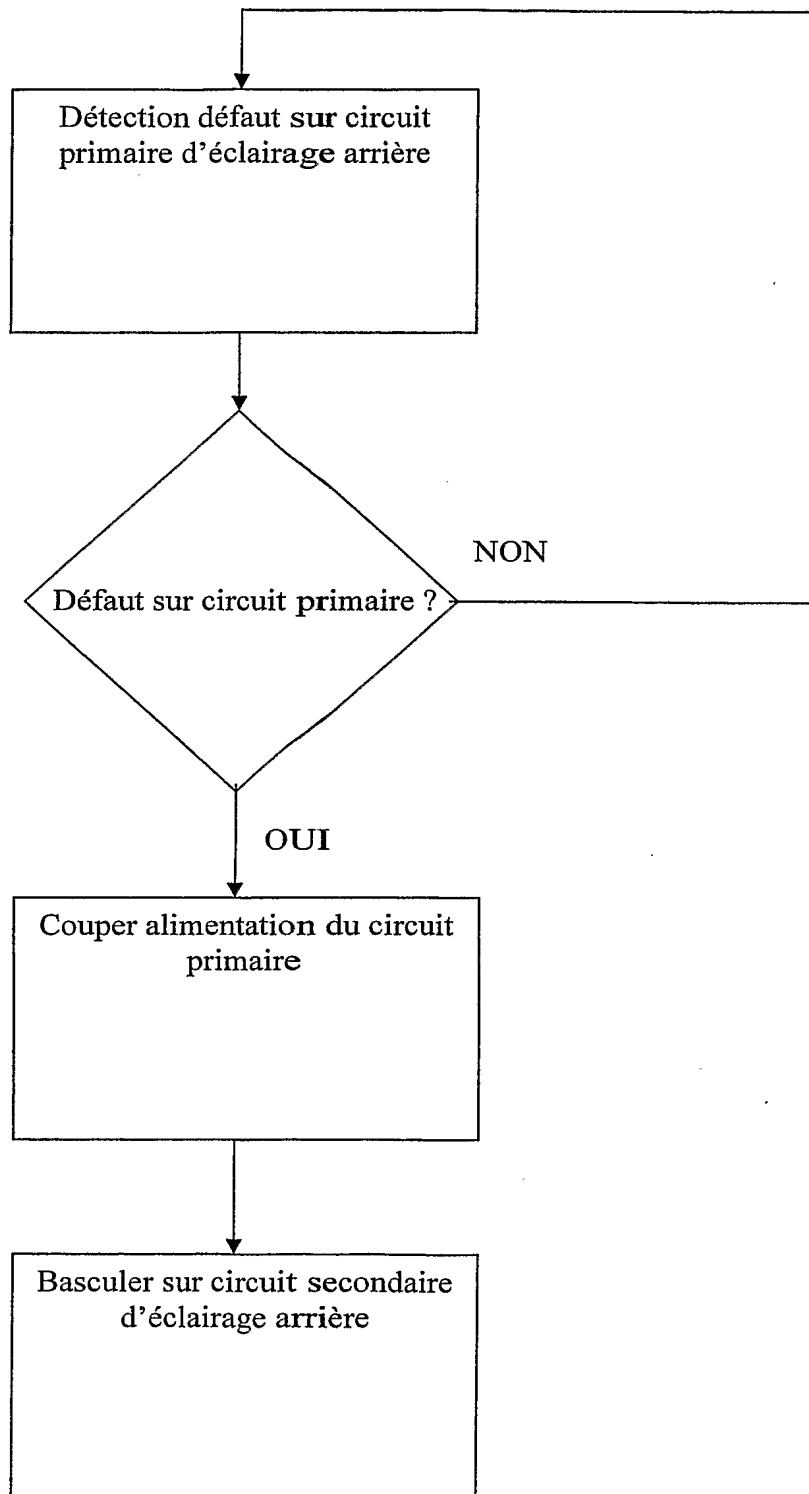 Détection défaut sur circuit
primaire d'éclairage arrière
NON
Défaut sur circuit primaire ?
OUI
Couper alimentation du circuit
primaire
Basculer sur circuit secondaire
d'éclairage arrière